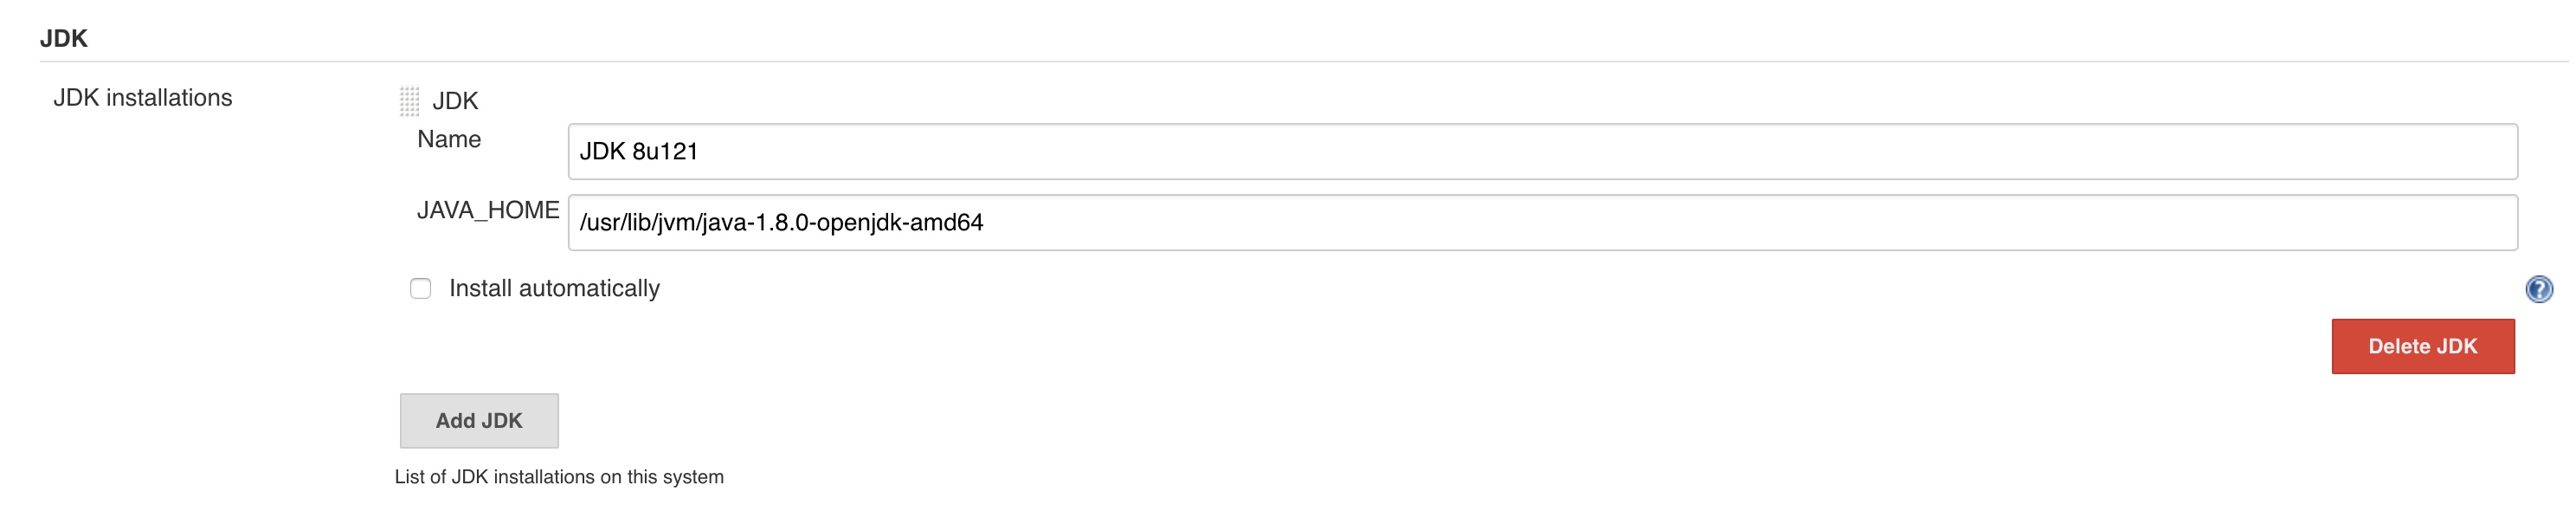 JDK
JDK installations
JDK
Name
JDK 8u121
JAVA_HOME
/usr/lib/jvm/java-1.8.0-openjdk-amd64
Install automatically
?
Delete JDK
Add JDK
List of JDK installations on this system